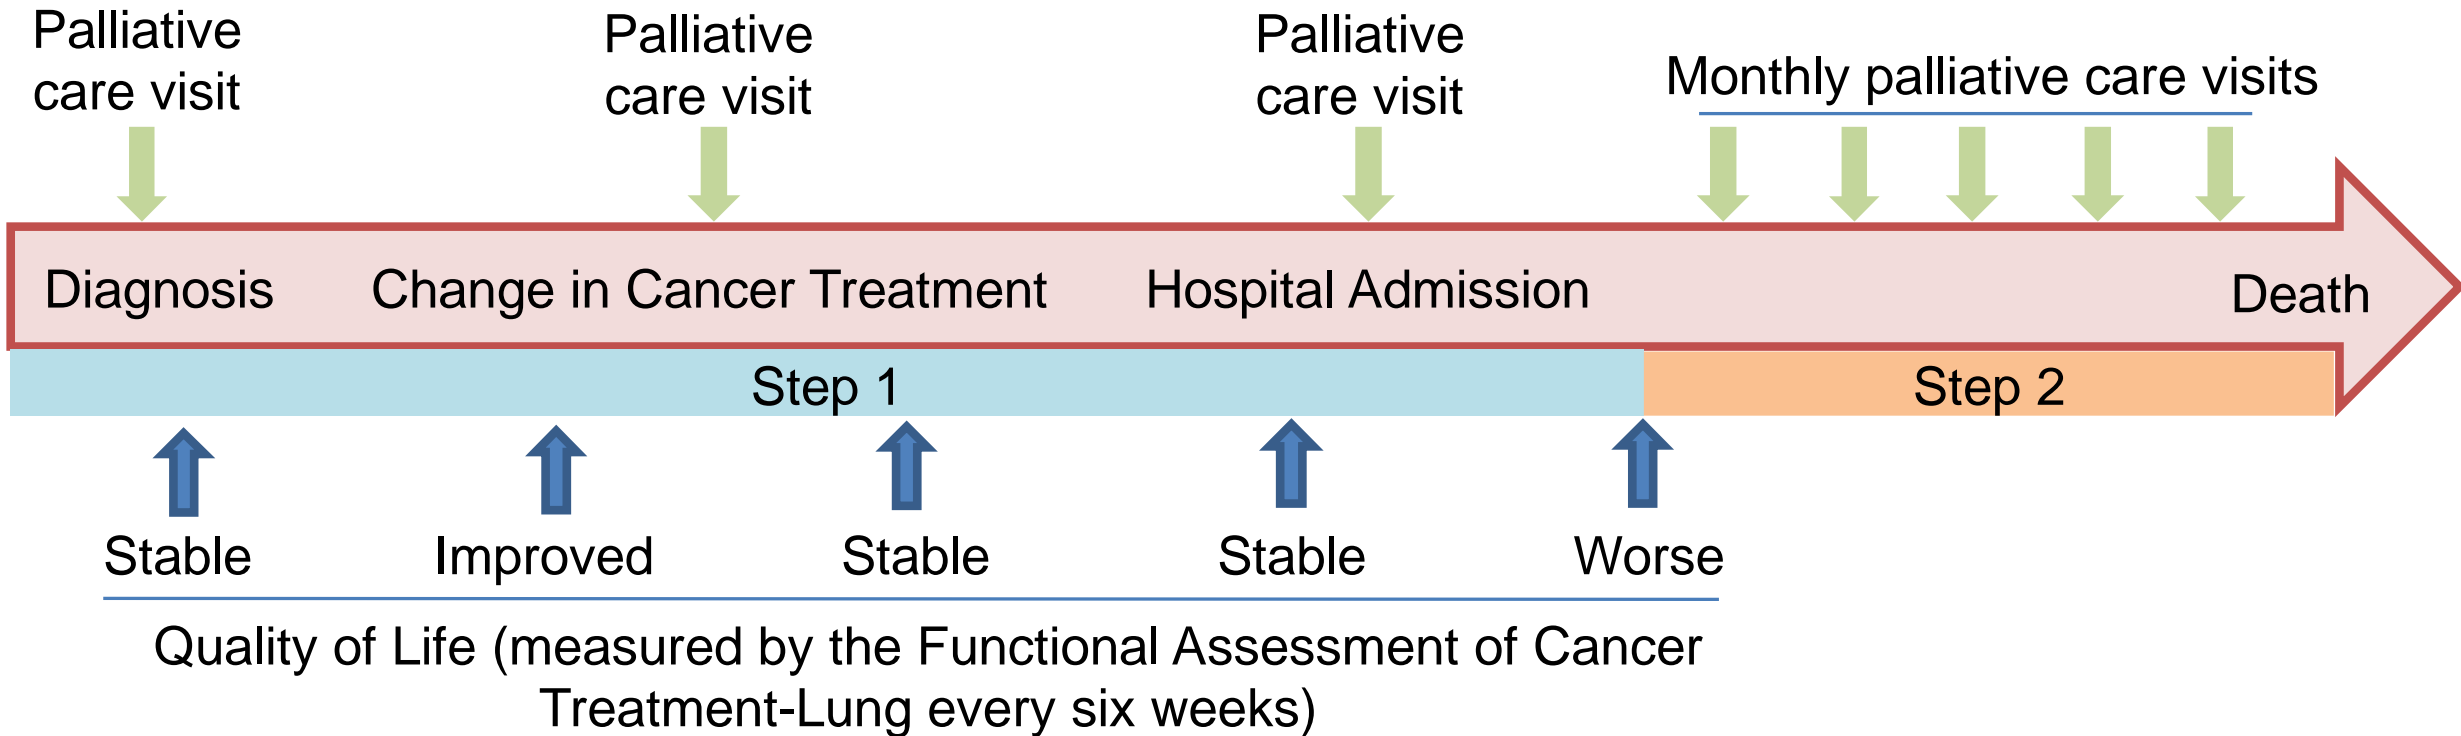 Palliative
care visit
Palliative
care visit
Palliative
care visit
Monthly palliative care visits
Diagnosis
Change in Cancer Treatment
Hospital Admission
Death
Step 1
Step 2
Stable
Improved
Stable
Stable
Worse
Quality of Life (measured by the Functional Assessment of Cancer
Treatment-Lung every six weeks)